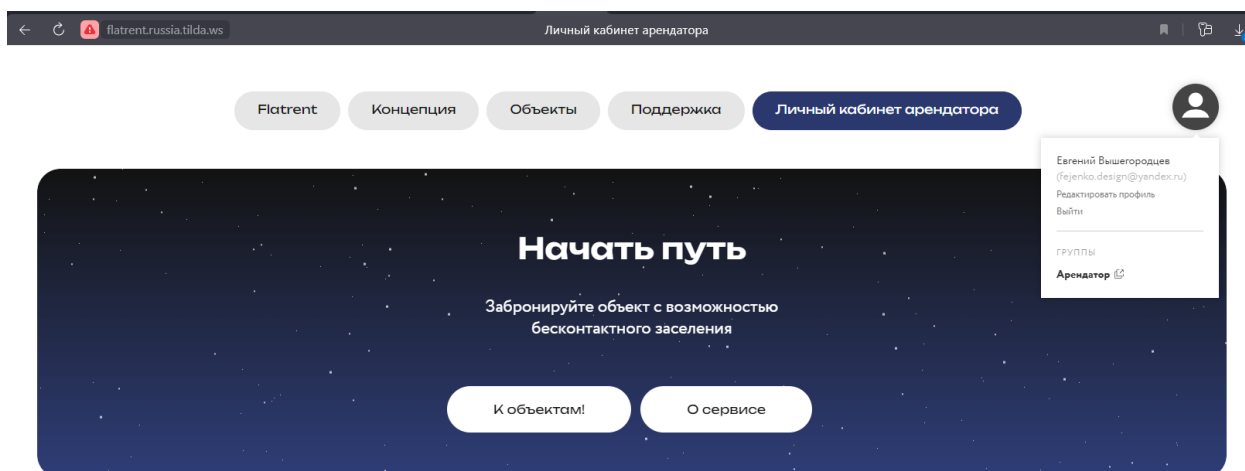 flatrent.russia.tilda.ws
Личный кабинет арендатора
Flatrent
Концепция
Объекты
Поддержка
Личный кабинет арендатора
Евгений Вышегородцев
(fejenko.design@yandex.ru)
Редактировать профиль
Выйти
ГРУППЫ
Арендатор
Начать путь
Забронируйте объект с возможностью
бесконтактного заселения
К объектам!
О сервисе